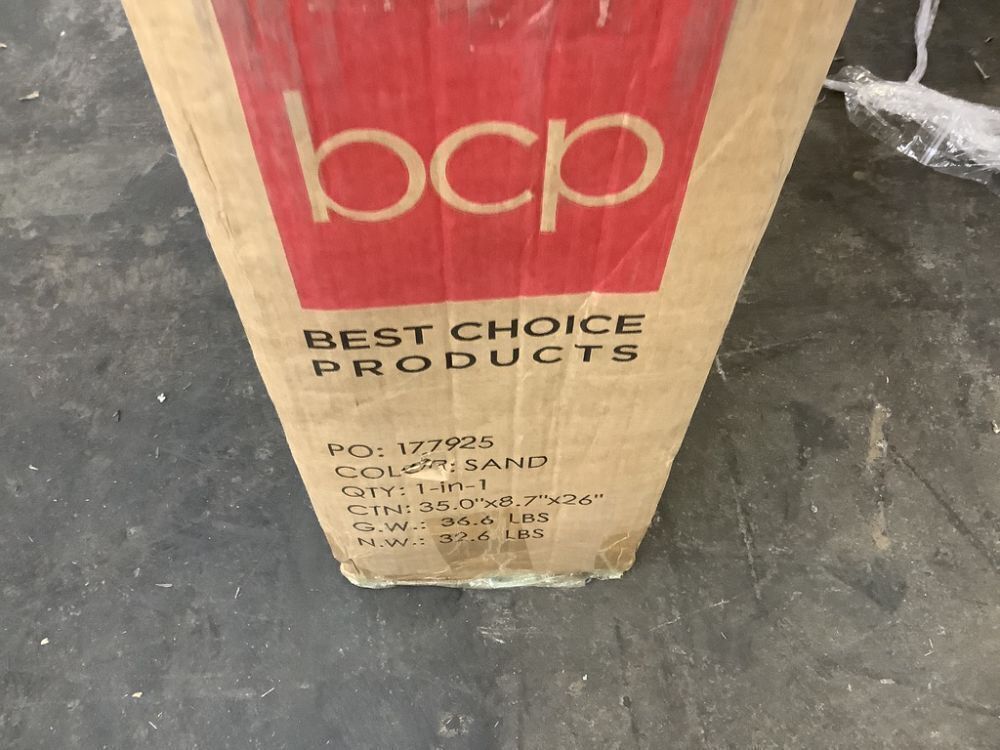 bcp
BEST CHOICE
PRODUCTS
PO: 177925
COLOR: SAND
QTY: 1-in-1
CTN: 35.0"x8.7"x26"
G.W.: 36.6 LBS
N.W.: 32.6 LBS